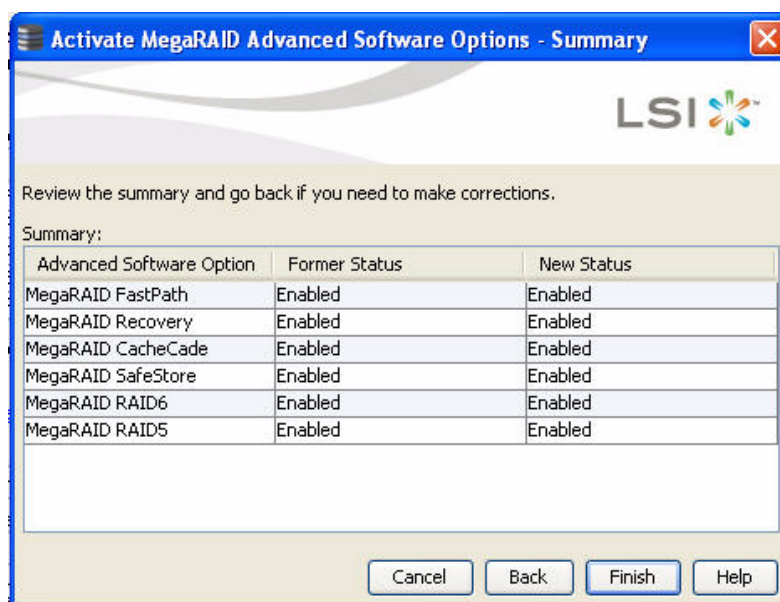 Activate MegaRAID Advanced Software Options - Summary
LSI
Review the summary and go back if you need to make corrections.
Summary:
Advanced Software Option Former Status New Status
MegaRAID FastPath Enabled Enabled
MegaRAID Recovery Enabled Enabled
MegaRAID CacheCade Enabled Enabled
MegaRAID SafeStore Enabled Enabled
MegaRAID RAID6 Enabled Enabled
MegaRAID RAID5 Enabled Enabled
Cancel Back Finish Help